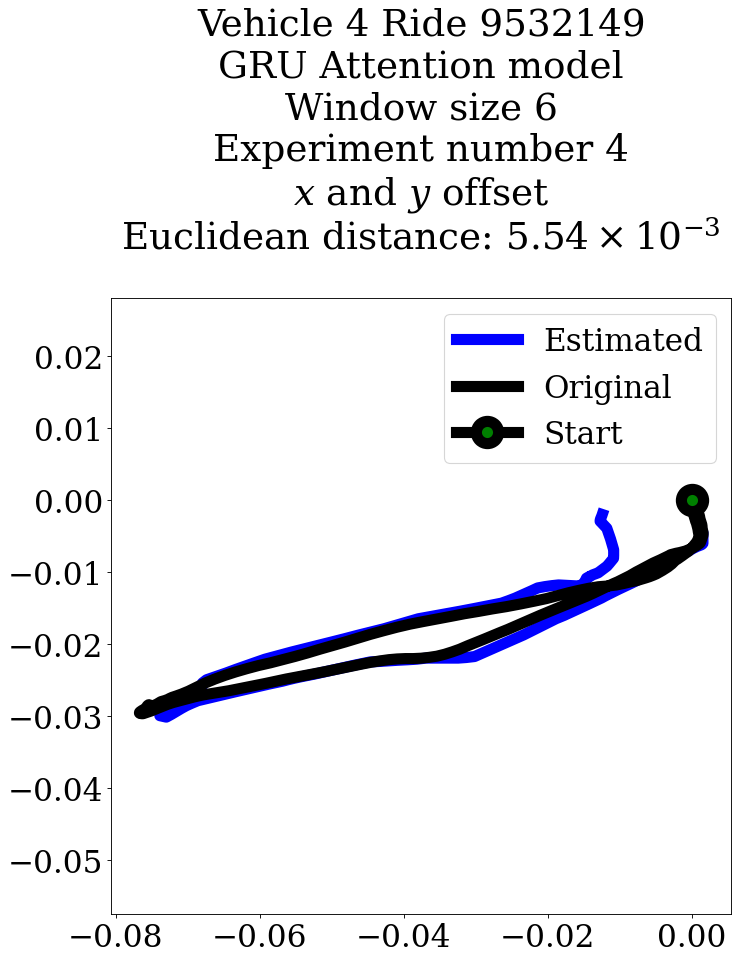 Vehicle 4 Ride 9532149
GRU Attention model
Window size 6
Experiment number 4
x and y offset
Euclidean distance: 5.54 × 10⁻³
Estimated
Original
Start
0.02
0.01
0.00
−0.01
−0.02
−0.03
−0.04
−0.05
−0.08 −0.06 −0.04 −0.02 0.00